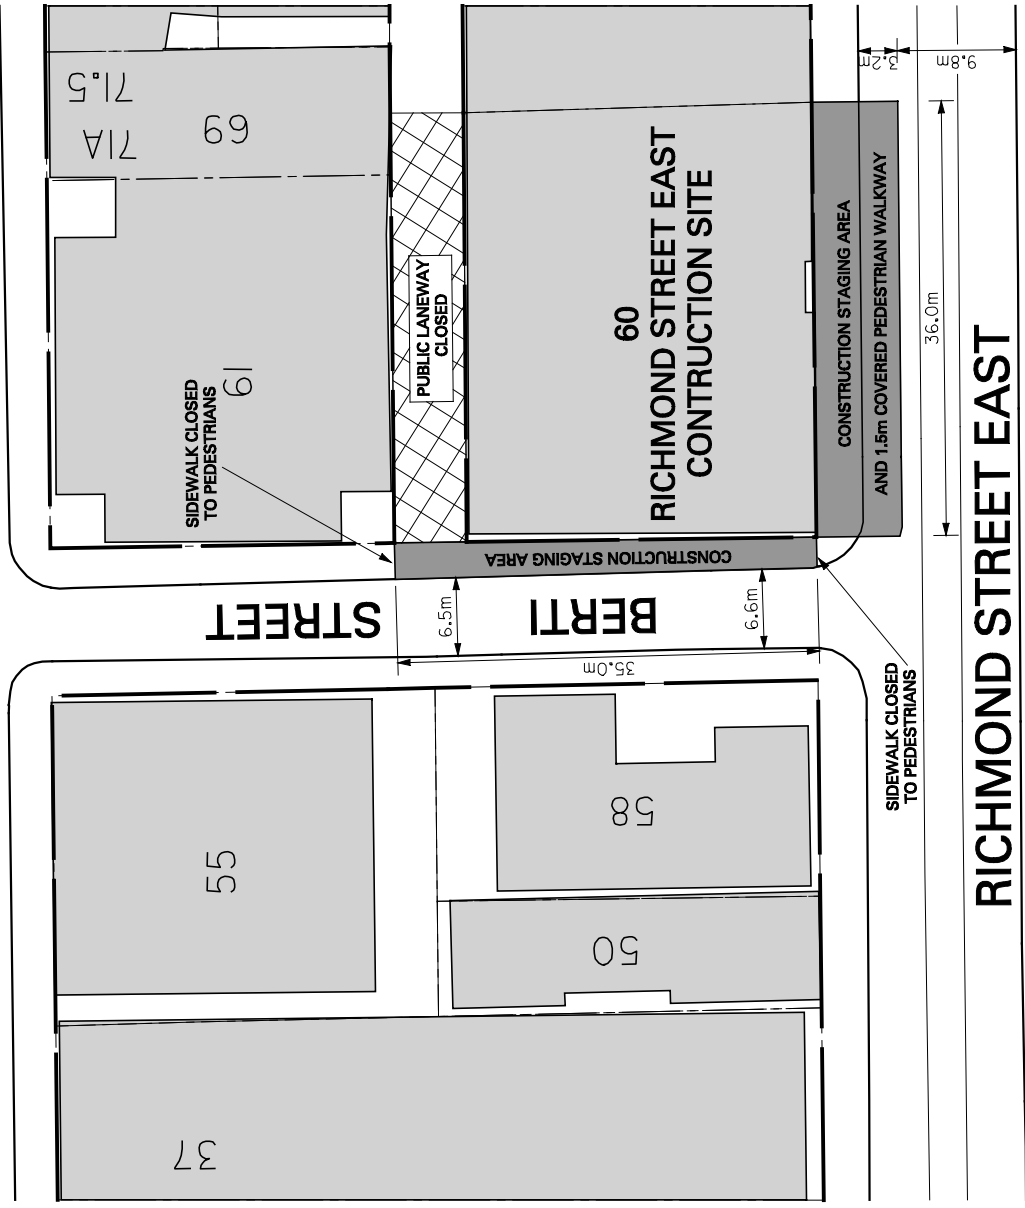 71.5
71A
69
3.2m
9.8m
60
RICHMOND STREET EAST
CONTRUCTION SITE
CONSTRUCTION STAGING AREA
AND 1.5m COVERED PEDESTRIAN WALKWAY
36.0m
PUBLIC LANEWAY
CLOSED
SIDEWALK CLOSED
TO PEDESTRIANS
61
CONSTRUCTION STAGING AREA
BERTI
STREET
6.5m
6.6m
35.0m
RICHMOND STREET EAST
SIDEWALK CLOSED
TO PEDESTRIANS
58
55
50
37